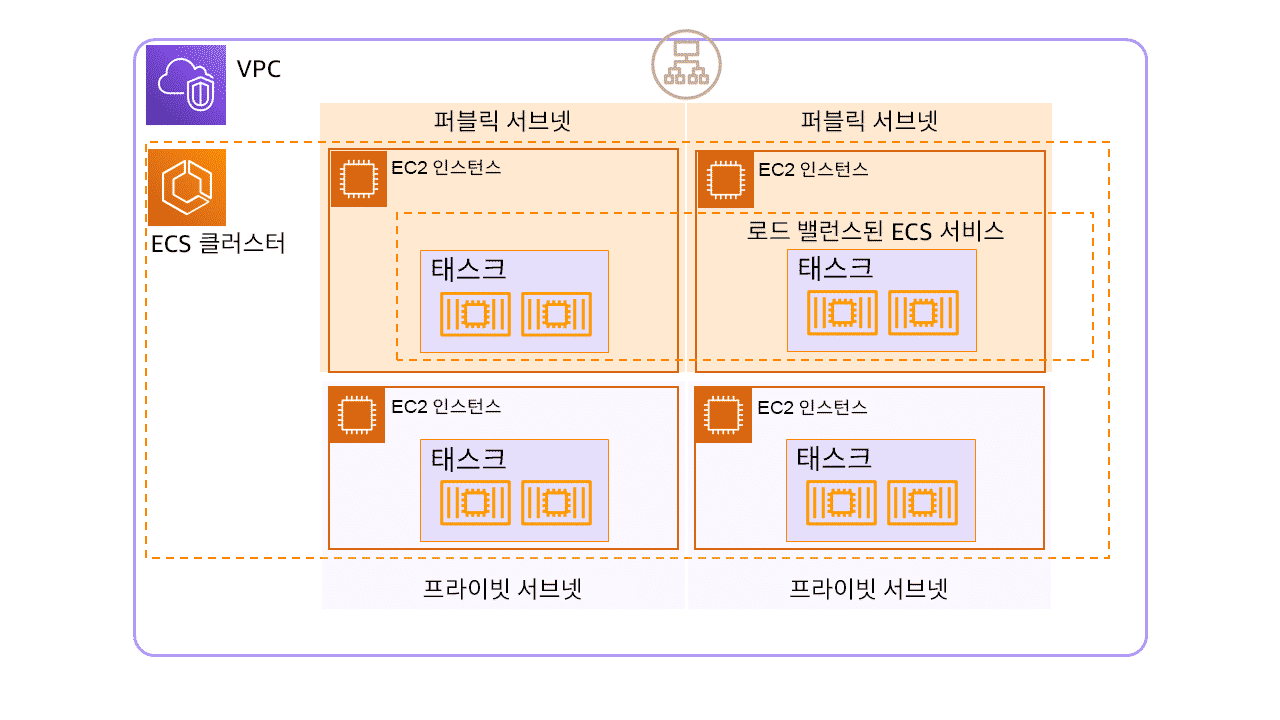 VPC
퍼블릭 서브넷
퍼블릭 서브넷
ECS 클러스터
EC2 인스턴스
EC2 인스턴스
로드 밸런스된 ECS 서비스
태스크
태스크
EC2 인스턴스
EC2 인스턴스
태스크
태스크
프라이빗 서브넷
프라이빗 서브넷